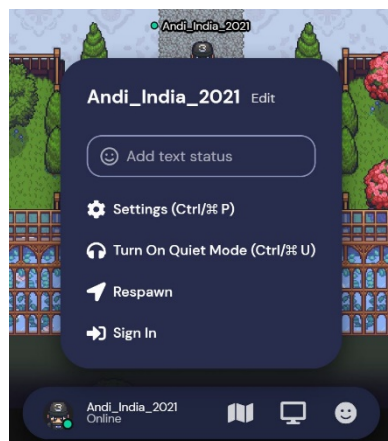 Andi_India_2021
Andi_India_2021 Edit
Add text status
Settings (Ctrl/⌘ P)
Turn On Quiet Mode (Ctrl/⌘ U)
Respawn
Sign In
Andi_India_2021
Online